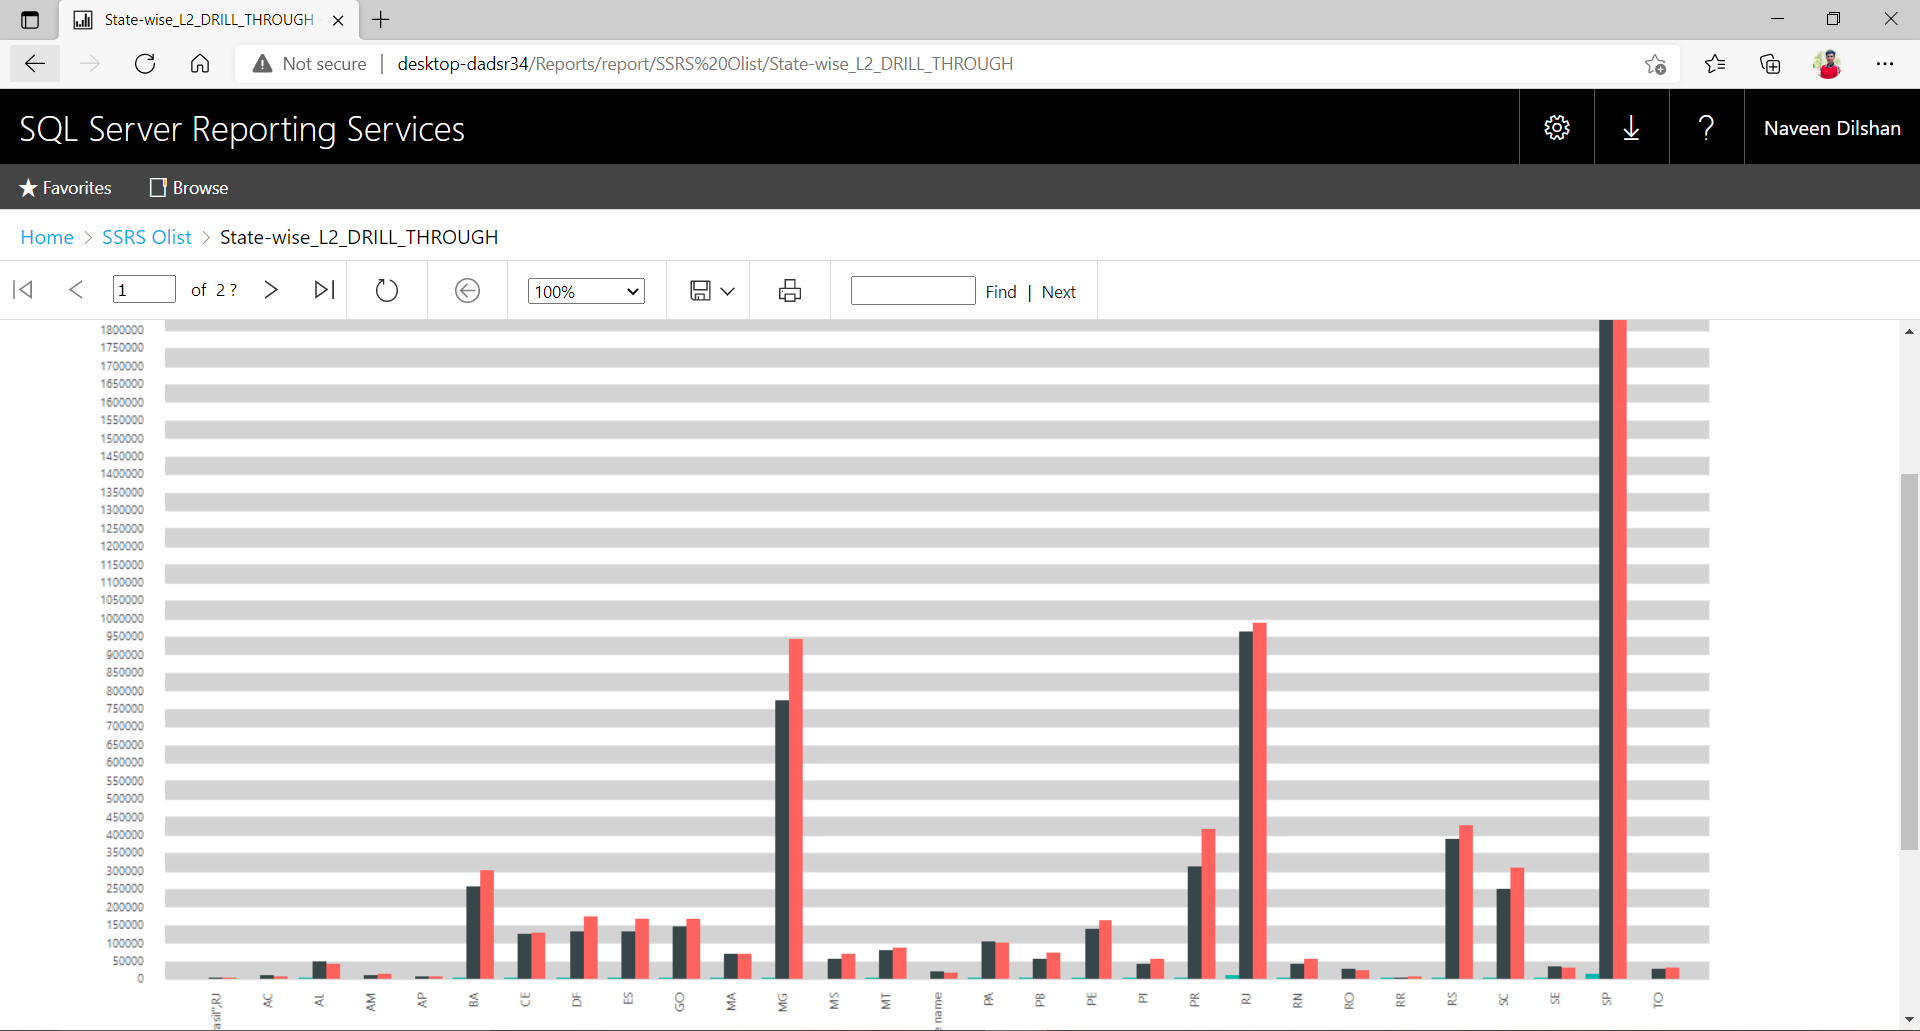 State-wise_L2_DRILL_THROUGH
Not secure | desktop-dadsr34/Reports/report/SSRS%20Olist/State-wise_L2_DRILL_THROUGH
SQL Server Reporting Services
? Naveen Dilshan
Favorites Browse
Home > SSRS Olist > State-wise_L2_DRILL_THROUGH
1 of 2 ? 100% Find | Next
1800000
1750000
1700000
1650000
1600000
1550000
1500000
1450000
1400000
1350000
1300000
1250000
1200000
1150000
1100000
1050000
1000000
950000
900000
850000
800000
750000
700000
650000
600000
550000
500000
450000
400000
350000
300000
250000
200000
150000
100000
50000
0
asil",RJ
AC
AL
AM
AP
BA
CE
DF
ES
GO
MA
MG
MS
MT
name
PA
PB
PE
PI
PR
RJ
RN
RO
RR
RS
SC
SE
SP
TO